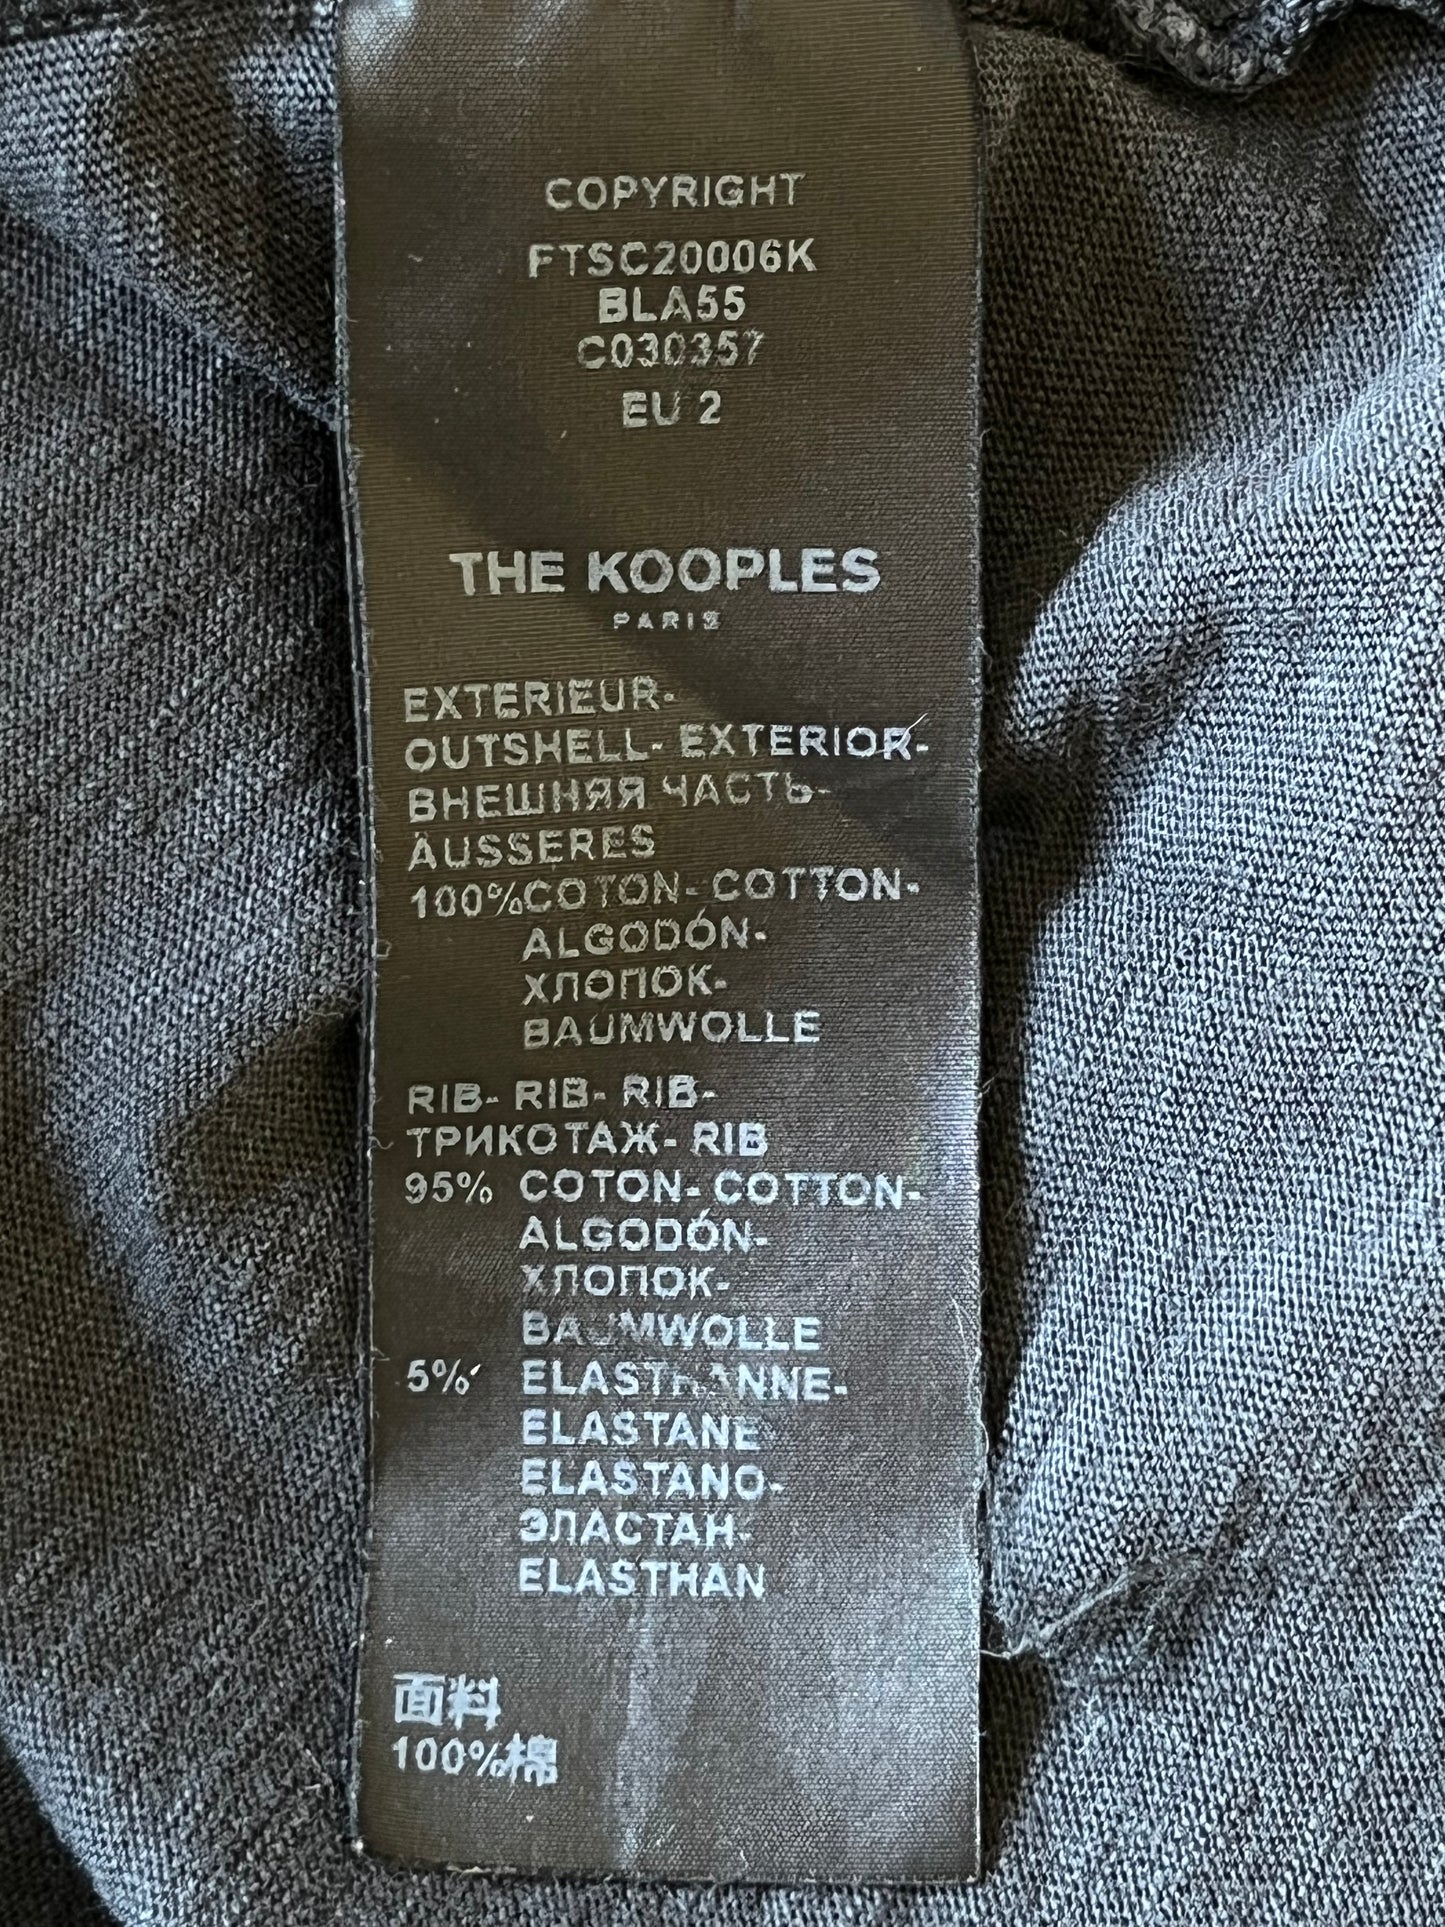 COPYRIGHT
FTSC20006K
BLA55
C030357
EU 2
THE KOOPLES
PARIS
EXTERIEUR-
OUTSHELL- EXTERIOR-
ВНЕШНЯЯ ЧАСТЬ-
ÄUSSERES
100%COTON- COTTON-
ALGODÓN-
ХЛОПОК-
BAUMWOLLE
RIB- RIB- RIB-
ТРИКОТАЖ- RIB
95% COTON- COTTON-
ALGODÓN-
ХЛОПОК-
BAUMWOLLE
5% ELASTHANNE-
ELASTANE
ELASTANO-
ЭЛАСТАН-
ELASTHAN
面料
100%棉